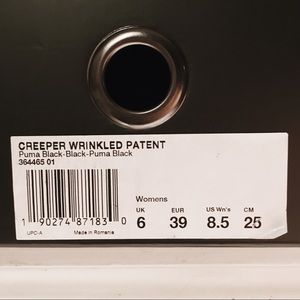 CREEPER WRINKLED PATENT
Puma Black-Black-Puma Black
364465 01
Womens
UK EUR US Wn's CM
6 39 8.5 25
1 90274 87183 0
UPC-A Made in Romania